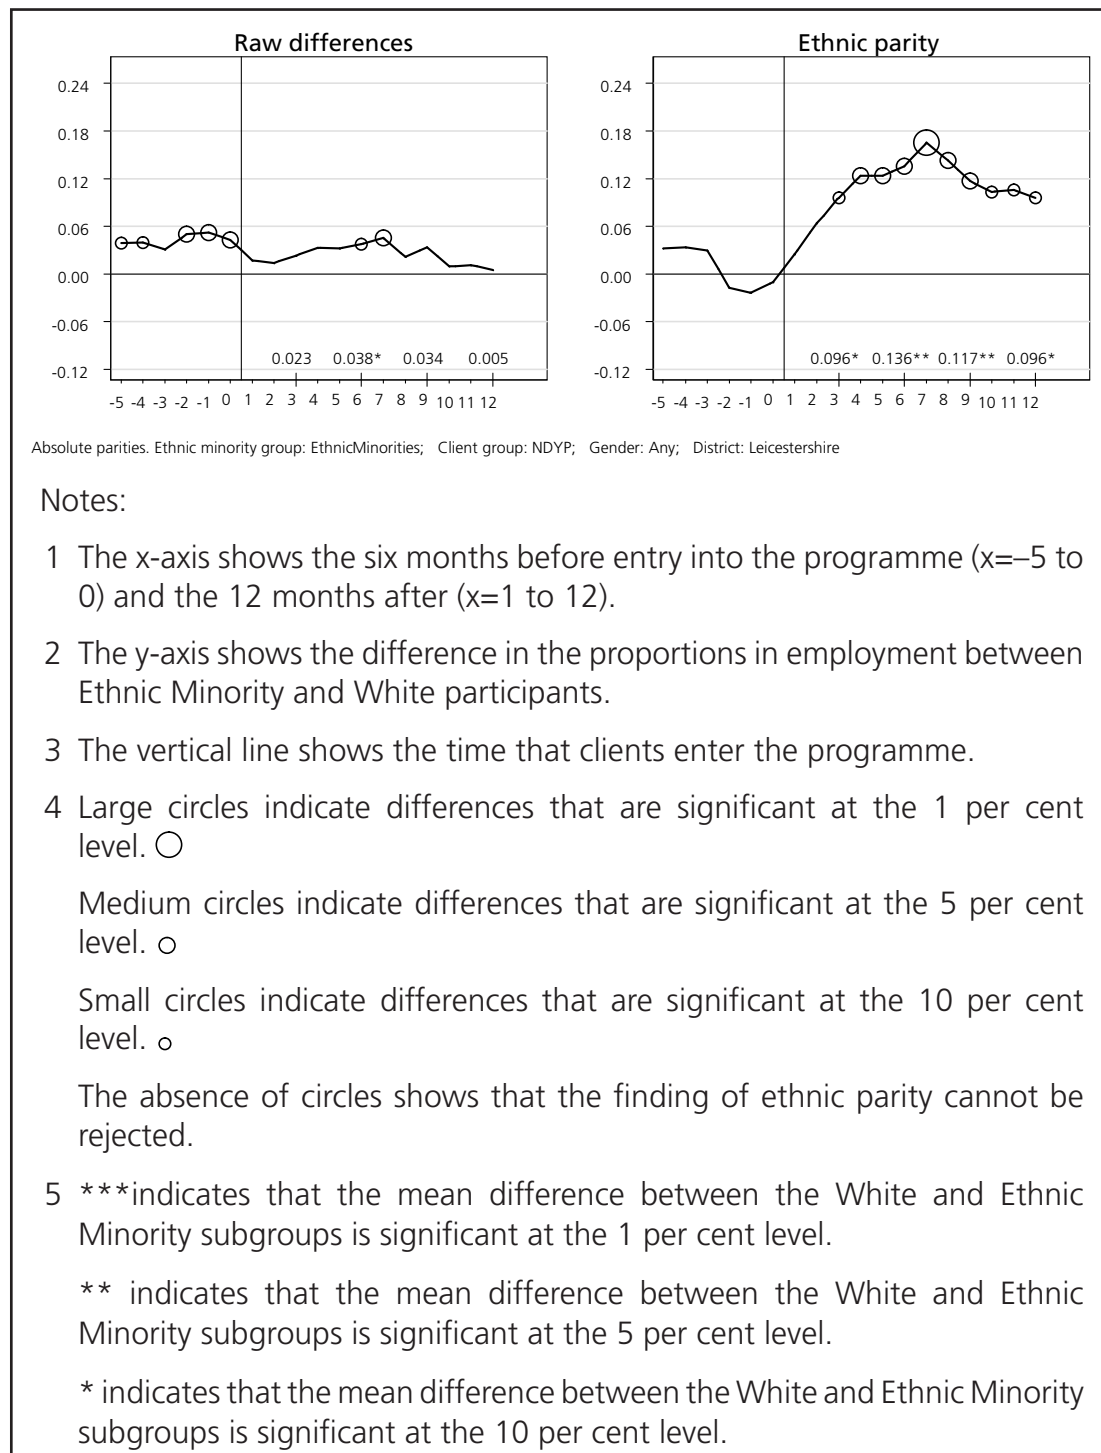 Raw differences
0.24
0.18
0.12
0.06
0.00
-0.06
-0.12
0.023 0.038* 0.034 0.005
-5 -4 -3 -2 -1 0 1 2 3 4 5 6 7 8 9 10 11 12
Ethnic parity
0.24
0.18
0.12
0.06
0.00
-0.06
-0.12
0.096* 0.136** 0.117** 0.096*
-5 -4 -3 -2 -1 0 1 2 3 4 5 6 7 8 9 10 11 12
Absolute parities. Ethnic minority group: EthnicMinorities; Client group: NDYP; Gender: Any; District: Leicestershire
Notes:
1 The x-axis shows the six months before entry into the programme (x=–5 to
0) and the 12 months after (x=1 to 12).
2 The y-axis shows the difference in the proportions in employment between
Ethnic Minority and White participants.
3 The vertical line shows the time that clients enter the programme.
4 Large circles indicate differences that are significant at the 1 per cent
level.
Medium circles indicate differences that are significant at the 5 per cent
level.
Small circles indicate differences that are significant at the 10 per cent
level.
The absence of circles shows that the finding of ethnic parity cannot be
rejected.
5 ***indicates that the mean difference between the White and Ethnic
Minority subgroups is significant at the 1 per cent level.
** indicates that the mean difference between the White and Ethnic
Minority subgroups is significant at the 5 per cent level.
* indicates that the mean difference between the White and Ethnic Minority
subgroups is significant at the 10 per cent level.